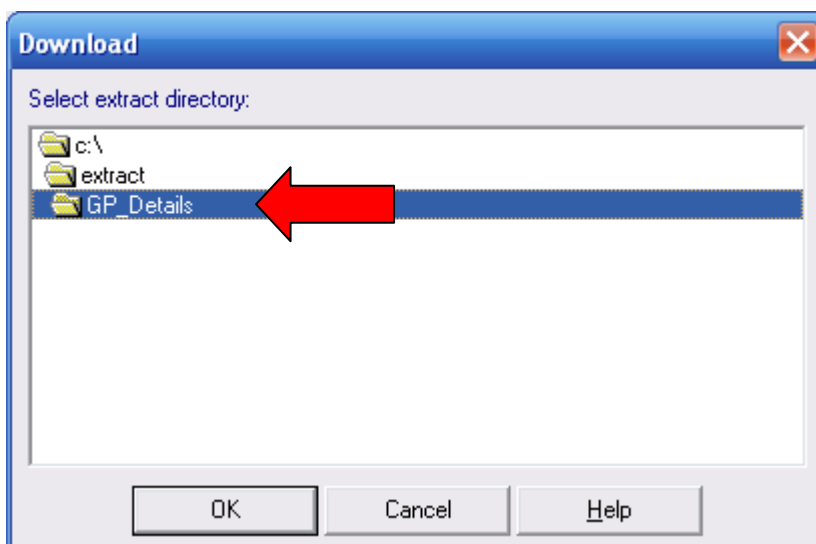 Download
Select extract directory:
c:\
extract
GP_Details
OK Cancel Help